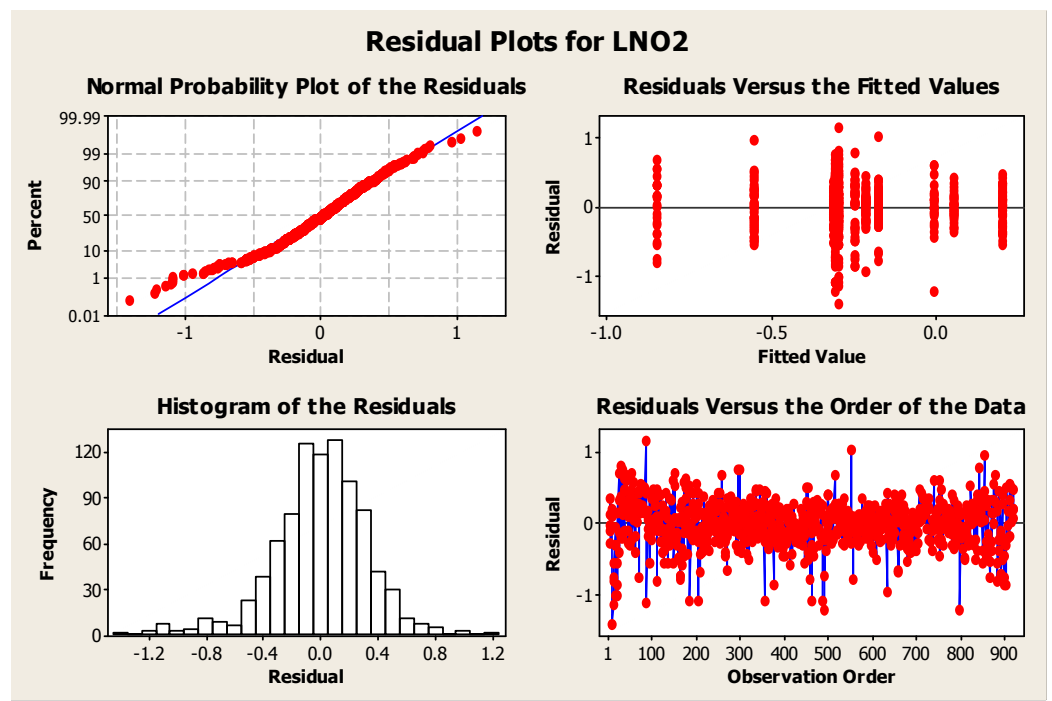 Residual Plots for LNO2
Normal Probability Plot of the Residuals
99.99
99
90
50
10
1
0.01
Percent
-1 0 1
Residual
Residuals Versus the Fitted Values
1
0
-1
Residual
-1.0 -0.5 0.0
Fitted Value
Histogram of the Residuals
120
90
60
30
0
Frequency
-1.2 -0.8 -0.4 0.0 0.4 0.8 1.2
Residual
Residuals Versus the Order of the Data
1
0
-1
Residual
1 100 200 300 400 500 600 700 800 900
Observation Order